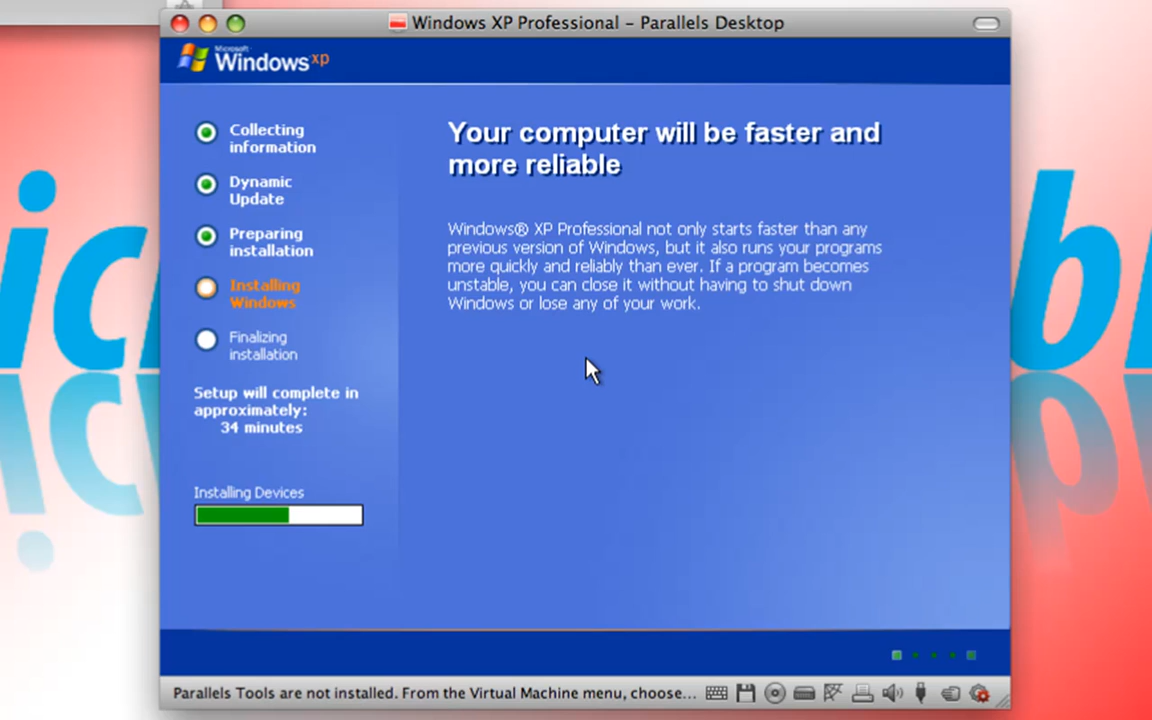 Windows XP Professional – Parallels Desktop
Microsoft
Windows xp
Collecting
information
Dynamic
Update
Preparing
installation
Installing
Windows
Finalizing
installation
Setup will complete in
approximately:
34 minutes
Installing Devices
Your computer will be faster and
more reliable
Windows® XP Professional not only starts faster than any
previous version of Windows, but it also runs your programs
more quickly and reliably than ever. If a program becomes
unstable, you can close it without having to shut down
Windows or lose any of your work.
Parallels Tools are not installed. From the Virtual Machine menu, choose...